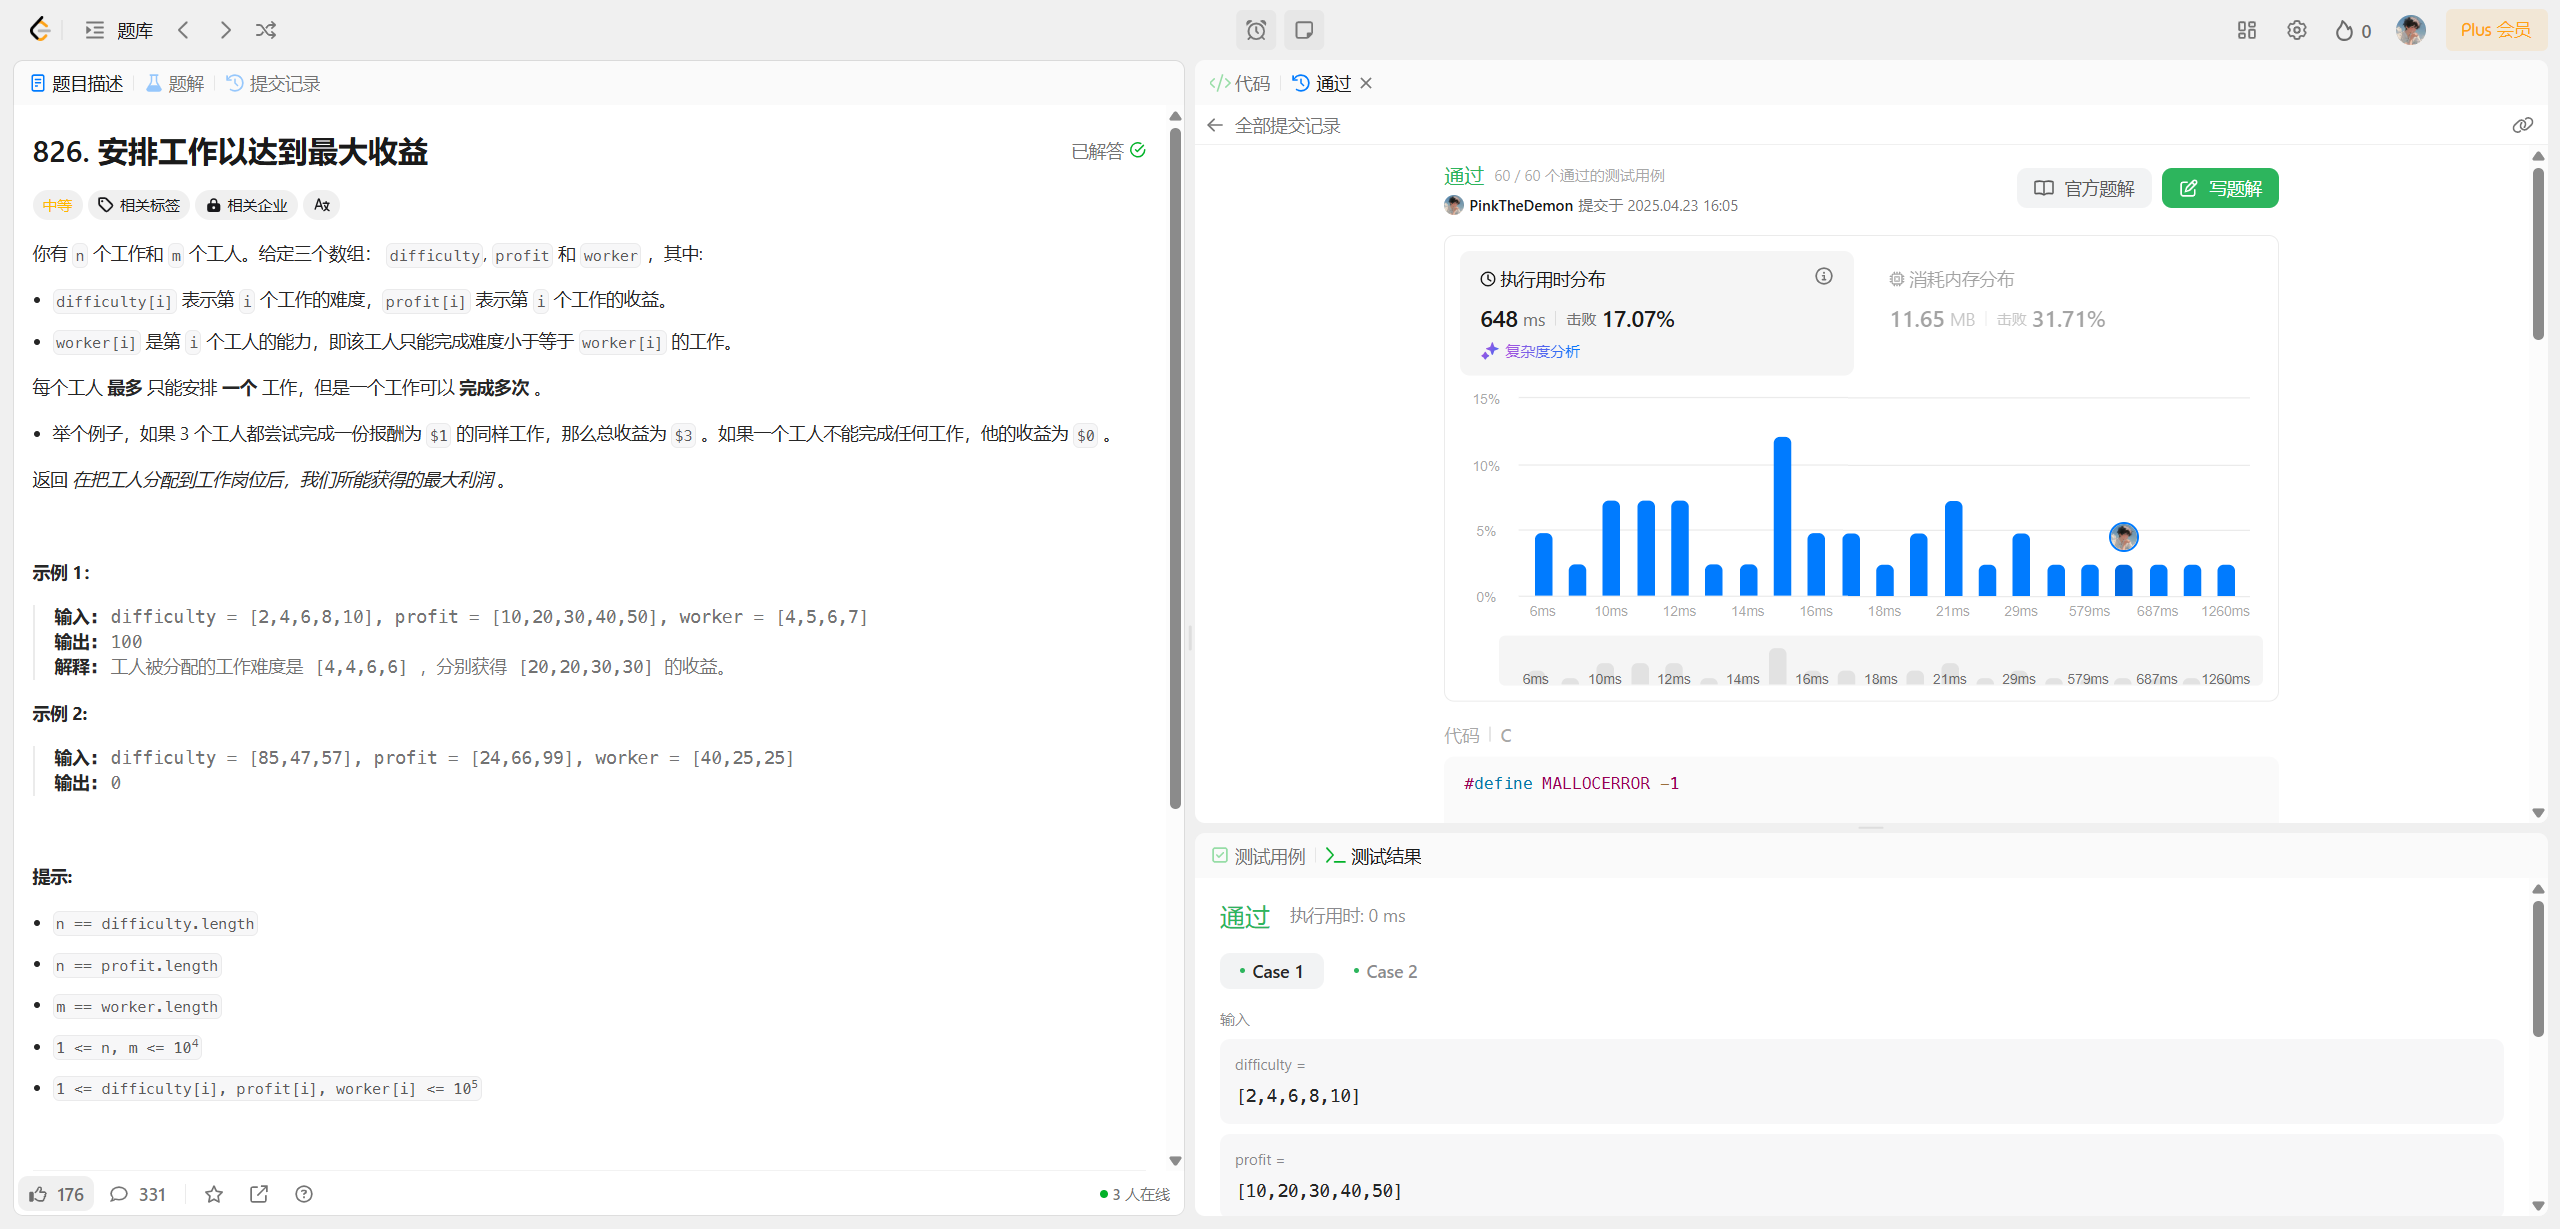 题库
0
Plus 会员
题目描述
题解
提交记录
826. 安排工作以达到最大收益
已解答
中等
相关标签
相关企业
你有 n 个工作和 m 个工人。给定三个数组： difficulty, profit 和 worker ，其中:
difficulty[i] 表示第 i 个工作的难度，profit[i] 表示第 i 个工作的收益。
worker[i] 是第 i 个工人的能力，即该工人只能完成难度小于等于 worker[i] 的工作。
每个工人 最多 只能安排 一个 工作，但是一个工作可以 完成多次 。
举个例子，如果 3 个工人都尝试完成一份报酬为 $1 的同样工作，那么总收益为 $3 。如果一个工人不能完成任何工作，他的收益为 $0 。
返回 在把工人分配到工作岗位后，我们所能获得的最大利润 。
示例 1：
输入： difficulty = [2,4,6,8,10], profit = [10,20,30,40,50], worker = [4,5,6,7]
输出： 100
解释： 工人被分配的工作难度是 [4,4,6,6] ，分别获得 [20,20,30,30] 的收益。
示例 2:
输入： difficulty = [85,47,57], profit = [24,66,99], worker = [40,25,25]
输出： 0
提示:
n == difficulty.length
n == profit.length
m == worker.length
1 <= n, m <= 10⁴
1 <= difficulty[i], profit[i], worker[i] <= 10⁵
176
331
3 人在线
代码
通过
全部提交记录
通过 60 / 60 个通过的测试用例
PinkTheDemon 提交于 2025.04.23 16:05
官方题解
写题解
执行用时分布
648 ms 击败 17.07%
复杂度分析
消耗内存分布
11.65 MB 击败 31.71%
15%
10%
5%
0%
6ms 10ms 12ms 14ms 16ms 18ms 21ms 29ms 579ms 687ms 1260ms
6ms 10ms 12ms 14ms 16ms 18ms 21ms 29ms 579ms 687ms 1260ms
代码 C
#define MALLOCERROR -1
测试用例
测试结果
通过 执行用时: 0 ms
Case 1
Case 2
输入
difficulty =
[2,4,6,8,10]
profit =
[10,20,30,40,50]